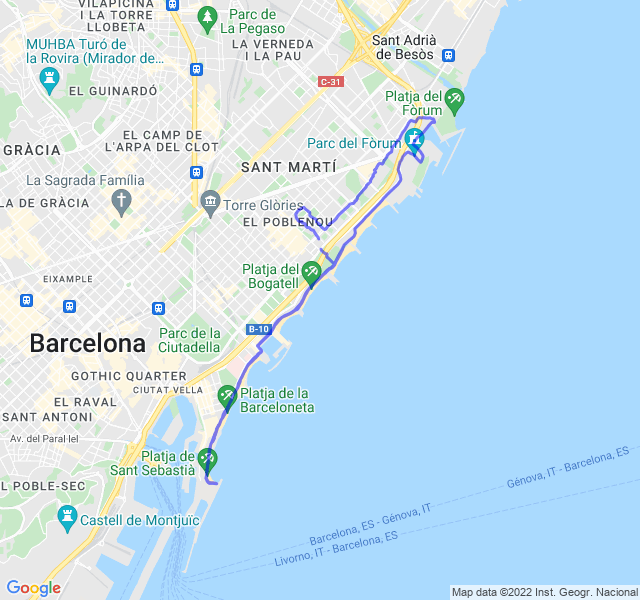 VILAPICINA
I LA TORRE
LLOBETA
Parc de
La Pegaso
LA VERNEDA
I LA PAU
Sant Adrià
de Besòs
MUHBA Turó de
la Rovira (Mirador de...
C-31
EL GUINARDÓ
Platja del
Fòrum
EL CAMP DE
L'ARPA DEL CLOT
Parc del Fòrum
GRÀCIA
SANT MARTÍ
La Sagrada Família
LA DE GRÀCIA
Torre Glòries
EL POBLENOU
EIXAMPLE
Platja del
Bogatell
B-10
Parc de la
Ciutadella
Barcelona
GOTHIC QUARTER
CIUTAT VELLA
EL RAVAL
Platja de la
Barceloneta
SANT ANTONI
Av. del Paral·lel
Platja de
Sant Sebastià
EL POBLE-SEC
Castell de Montjuïc
Génova, IT - Barcelona, ES
Barcelona, ES - Génova, IT
Livorno, IT - Barcelona, ES
Google
Map data ©2022 Inst. Geogr. Nacional